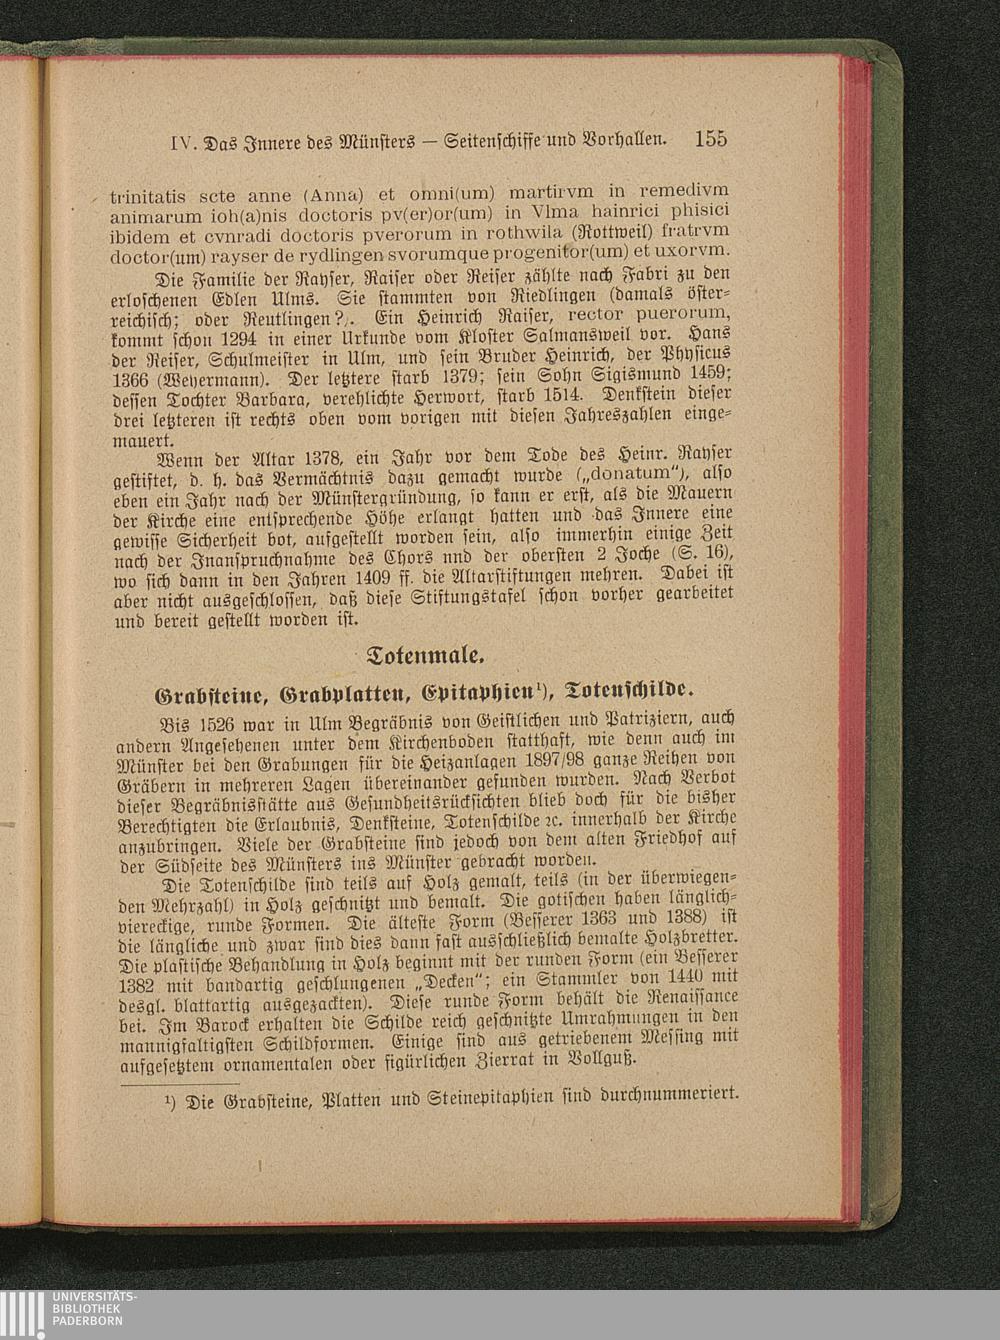 IV. Das Innere des Münsters — Seitenschiffe und Vorhallen. 155
trinitatis scte anne (Anna) et omni(um) martirvm in remedivm
animarum ioh(a)nis doctoris pv(er)or(um) in Vlma hainrici phisici
ibidem et cvnradi doctoris pverorum in rothwila (Rottweil) fratrvm
doctor(um) rayser de rydlingen svorumque progenitor(um) et uxorvm.
Die Familie der Rayser, Raiser oder Reiser zählte nach Fabri zu den
erloschenen Edlen Ulms. Sie stammten von Riedlingen (damals öster=
reichisch; oder Reutlingen?). Ein Heinrich Raiser, rector puerorum,
kommt schon 1294 in einer Urkunde vom Kloster Salmansweil vor. Hans
der Reiser, Schulmeister in Ulm, und sein Bruder Heinrich, der Physicus
1366 (Weyermann). Der letztere starb 1379; sein Sohn Sigismund 1459;
dessen Tochter Barbara, verehlichte Herwort, starb 1514. Denkstein dieser
drei letzteren ist rechts oben vom vorigen mit diesen Jahreszahlen einge=
mauert.
Wenn der Altar 1378, ein Jahr vor dem Tode des Heinr. Rayser
gestiftet, d. h. das Vermächtnis dazu gemacht wurde („donatum“), also
eben ein Jahr nach der Münstergründung, so kann er erst, als die Mauern
der Kirche eine entsprechende Höhe erlangt hatten und das Innere eine
gewisse Sicherheit bot, aufgestellt worden sein, also immerhin einige Zeit
nach der Inanspruchnahme des Chors nnd der obersten 2 Joche (S. 16),
wo sich dann in den Jahren 1409 ff. die Altarstiftungen mehren. Dabei ist
aber nicht ausgeschlossen, daß diese Stiftungstafel schon vorher gearbeitet
und bereit gestellt worden ist.
Totenmale.
Grabsteine, Grabplatten, Epitaphien¹), Totenschilde.
Bis 1526 war in Ulm Begräbnis von Geistlichen und Patriziern, auch
andern Angesehenen unter dem Kirchenboden statthaft, wie denn auch im
Münster bei den Grabungen für die Heizanlagen 1897/98 ganze Reihen von
Gräbern in mehreren Lagen übereinander gefunden wurden. Nach Verbot
dieser Begräbnisstätte aus Gesundheitsrücksichten blieb doch für die bisher
Berechtigten die Erlaubnis, Denksteine, Totenschilde ꝛc. innerhalb der Kirche
anzubringen. Viele der Grabsteine sind jedoch von dem alten Friedhof auf
der Südseite des Münsters ins Münster gebracht worden.
Die Totenschilde sind teils auf Holz gemalt, teils (in der überwiegen=
den Mehrzahl) in Holz geschnitzt und bemalt. Die gotischen haben länglich=
viereckige, runde Formen. Die älteste Form (Besserer 1363 und 1388) ist
die längliche und zwar sind dies dann fast ausschließlich bemalte Holzbretter.
Die plastische Behandlung in Holz beginnt mit der runden Form (ein Besserer
1382 mit bandartig geschlungenen „Decken“; ein Stammler von 1440 mit
desgl. blattartig ausgezackten). Diese runde Form behält die Renaissance
bei. Im Barock erhalten die Schilde reich geschnitzte Umrahmungen in den
mannigfaltigsten Schildformen. Einige sind aus getriebenem Messing mit
aufgesetztem ornamentalen oder figürlichen Zierrat in Vollguß.
¹) Die Grabsteine, Platten und Steinepitaphien sind durchnummeriert.
UNIVERSITÄTS-
BIBLIOTHEK
PADERBORN